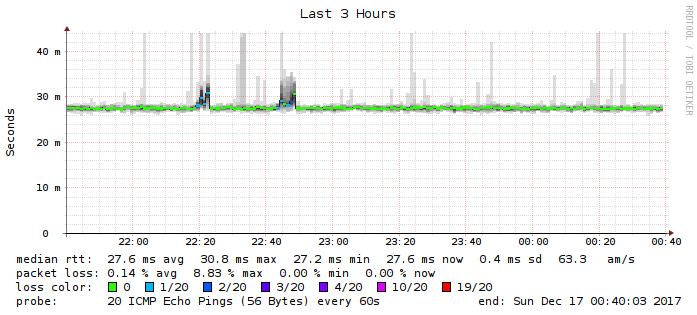 Last 3 Hours
RRDTOOL / TOBI OETIKER
Seconds
40 m
30 m
20 m
10 m
0
22:00 22:20 22:40 23:00 23:20 23:40 00:00 00:20 00:40
median rtt: 27.6 ms avg 30.8 ms max 27.2 ms min 27.6 ms now 0.4 ms sd 63.3 am/s
packet loss: 0.14 % avg 8.83 % max 0.00 % min 0.00 % now
loss color: 0 1/20 2/20 3/20 4/20 10/20 19/20
probe: 20 ICMP Echo Pings (56 Bytes) every 60s end: Sun Dec 17 00:40:03 2017